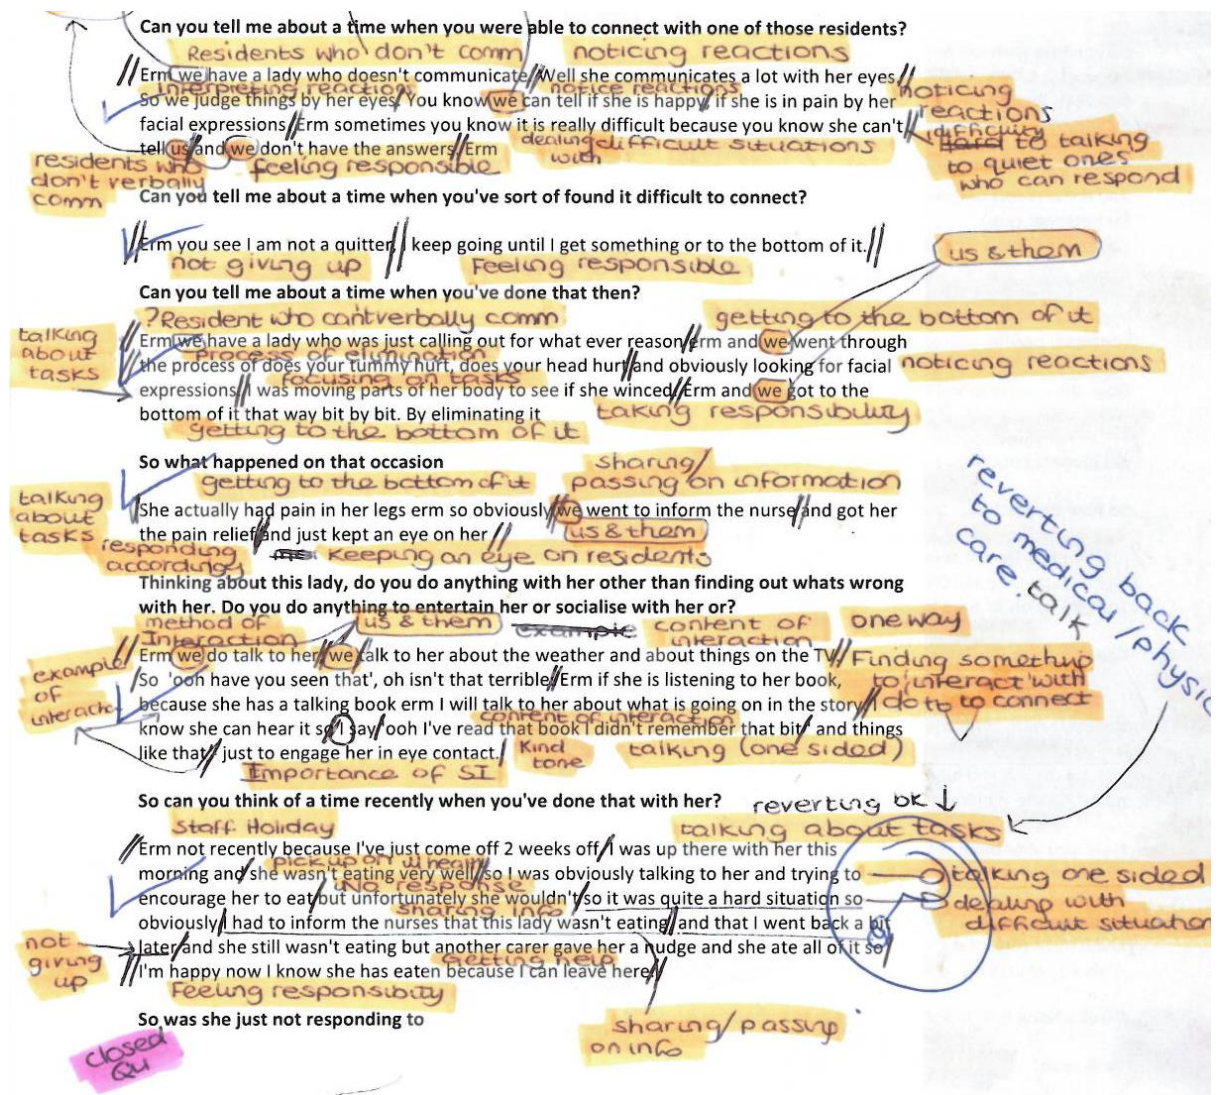 Can you tell me about a time when you were able to connect with one of those residents?
Residents who don't comm noticing reactions
Erm we have a lady who doesn't communicate. Well she communicates a lot with her eyes.
interpreting reactions notice reactions noticing reactions
So we judge things by her eyes. You know we can tell if she is happy, if she is in pain by her
facial expressions. Erm sometimes you know it is really difficult because you know she can't
difficulty
hard to talking
to quiet ones
who can respond
tell us and we don't have the answers. Erm
dealing with difficult situations
residents who
don't verbally
comm
feeling responsible
Can you tell me about a time when you've sort of found it difficult to connect?
Erm you see I am not a quitter, I keep going until I get something or to the bottom of it.
us & them
not giving up Feeling responsible
Can you tell me about a time when you've done that then?
?Resident who can't verbally comm getting to the bottom of it
talking
about
tasks
Erm we have a lady who was just calling out for what ever reason, erm and we went through
process of elimination
the process of does your tummy hurt, does your head hurt and obviously looking for facial
noticing reactions
focusing on tasks
expressions. I was moving parts of her body to see if she winced. Erm and we got to the
bottom of it that way bit by bit. By eliminating it
taking responsibility
getting to the bottom of it
So what happened on that occasion
getting to the bottom of it sharing/
passing on information
talking
about
tasks
She actually had pain in her legs erm so obviously we went to inform the nurse and got her
the pain relief and just kept an eye on her
us & them
responding
accordingly
keeping an eye on residents
reverting back
to medical/physic
care. talk
Thinking about this lady, do you do anything with her other than finding out whats wrong
with her. Do you do anything to entertain her or socialise with her or?
method of
Interaction
us & them example content of
interaction one way
Erm we do talk to her, we talk to her about the weather and about things on the TV.
example
of
interactn
Finding somethup
to interact with
to connect
So 'ooh have you seen that', oh isn't that terrible. Erm if she is listening to her book,
because she has a talking book erm I will talk to her about what is going on in the story, I do
content of interaction
know she can hear it so I say ooh I've read that book I didn't remember that bit and things
like that, just to engage her in eye contact.
Kind
tone
talking (one sided)
Importance of SI
So can you think of a time recently when you've done that with her?
reverting bk
Staff Holiday talking about tasks
Erm not recently because I've just come off 2 weeks off, I was up there with her this
morning and she wasn't eating very well, so I was obviously talking to her and trying to
talking one sided
No response
encourage her to eat but unfortunately she wouldn't so it was quite a hard situation so
dealing with
difficult situation
sharing info
obviously I had to inform the nurses that this lady wasn't eating, and that I went back a bit
not
giving
up
later and she still wasn't eating but another carer gave her a nudge and she ate all of it so
getting help
I'm happy now I know she has eaten because I can leave here.
Feeling responsibity
So was she just not responding to
sharing/passing
on info
closed
Qu